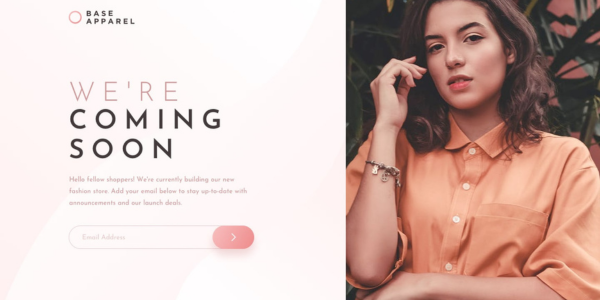 BASE
APPAREL
WE'RE
COMING
SOON
Hello fellow shoppers! We're currently building our new
fashion store. Add your email below to stay up-to-date with
announcements and our launch deals.
Email Address